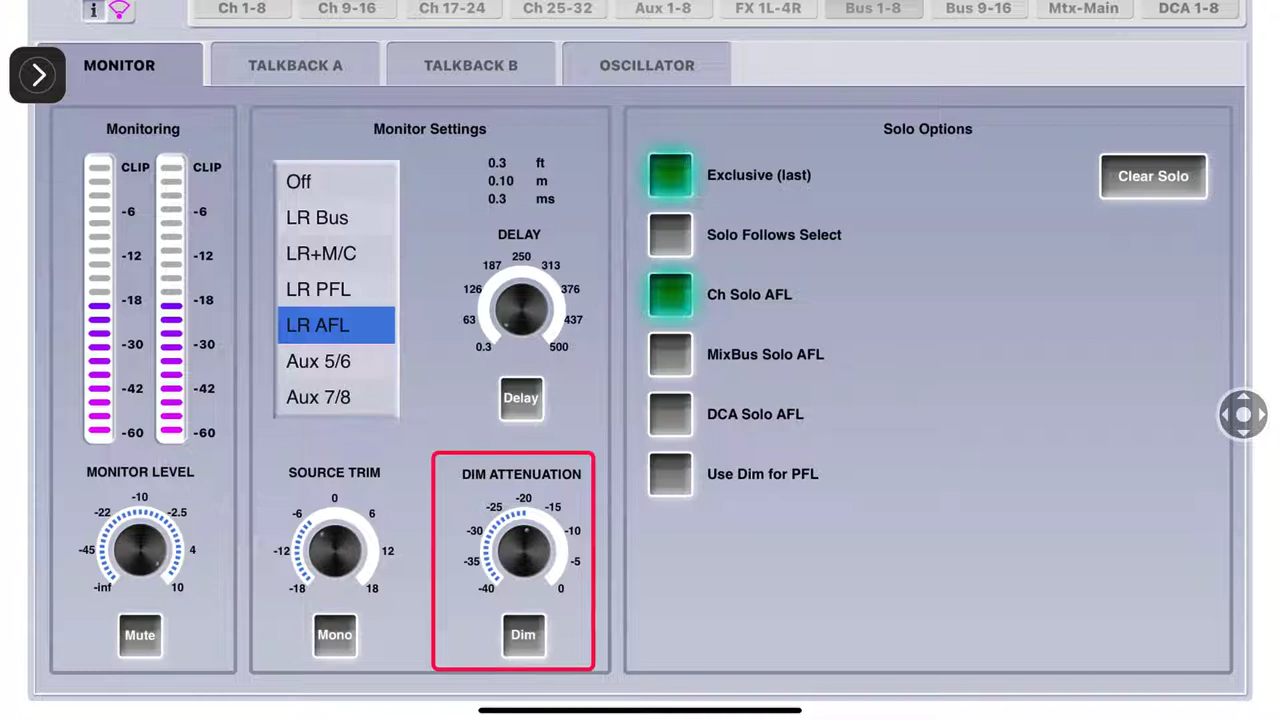 i
Ch 1-8 Ch 9-16 Ch 17-24 Ch 25-32 Aux 1-8 FX 1L-4R Bus 1-8 Bus 9-16 Mtx-Main DCA 1-8
MONITOR TALKBACK A TALKBACK B OSCILLATOR
Monitoring
CLIP CLIP
-6 -6
-12 -12
-18 -18
-30 -30
-42 -42
-60 -60
MONITOR LEVEL
-10
-22 -2.5
-45 4
-inf 10
Mute
Monitor Settings
Off
LR Bus
LR+M/C
LR PFL
LR AFL
Aux 5/6
Aux 7/8
0.3 ft
0.10 m
0.3 ms
DELAY
250
187 313
126 376
63 437
0.3 500
Delay
SOURCE TRIM
0
-6 6
-12 12
-18 18
Mono
DIM ATTENUATION
-20
-25 -15
-30 -10
-35 -5
-40 0
Dim
Solo Options
Exclusive (last)
Clear Solo
Solo Follows Select
Ch Solo AFL
MixBus Solo AFL
DCA Solo AFL
Use Dim for PFL